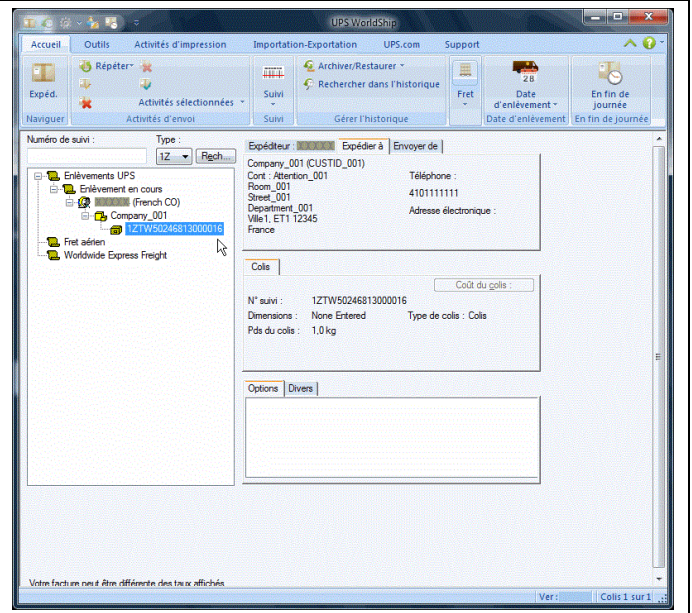 UPS WorldShip
Accueil Outils Activités d'impression Importation-Exportation UPS.com Support
Expéd.
Répéter
Activités sélectionnées
Suivi
Archiver/Restaurer
Rechercher dans l'historique
Fret
28
Date
d'enlèvement
En fin de
journée
Naviguer Activités d'envoi Suivi Gérer l'historique Date d'enlèvement En fin de journée
Numéro de suivi : Type :
1Z Rech...
Enlèvements UPS
Enlèvement en cours
(French CO)
Company_001
1ZTW50246813000016
Fret aérien
Worldwide Express Freight
Expéditeur : Expédier à Envoyer de
Company_001 (CUSTID_001)
Cont : Attention_001 Téléphone :
Room_001
Street_001 4101111111
Department_001 Adresse électronique :
Ville1, ET1 12345
France
Colis
Coût du colis :
N° suivi : 1ZTW50246813000016
Dimensions : None Entered Type de colis : Colis
Pds du colis : 1,0 kg
Options Divers
Votre facture peut être différente des taux affichés
Ver: Colis 1 sur 1